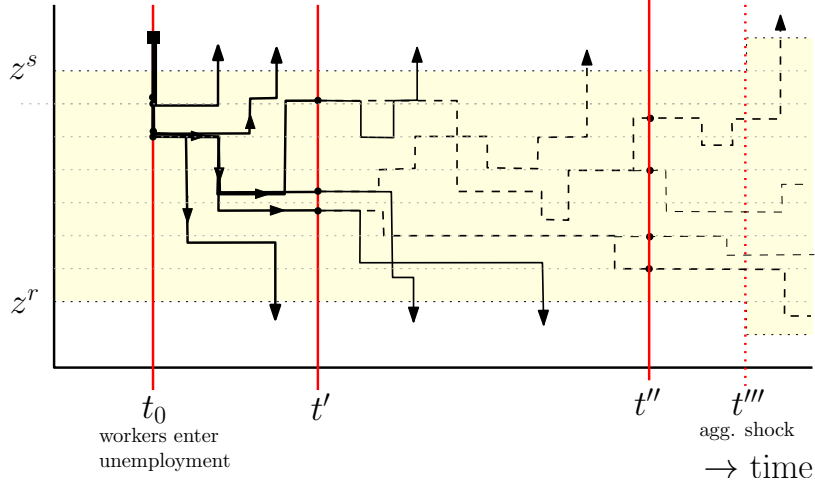 z^s
z^r
t_0
t'
t''
t'''
workers enter
unemployment
agg. shock
→ time